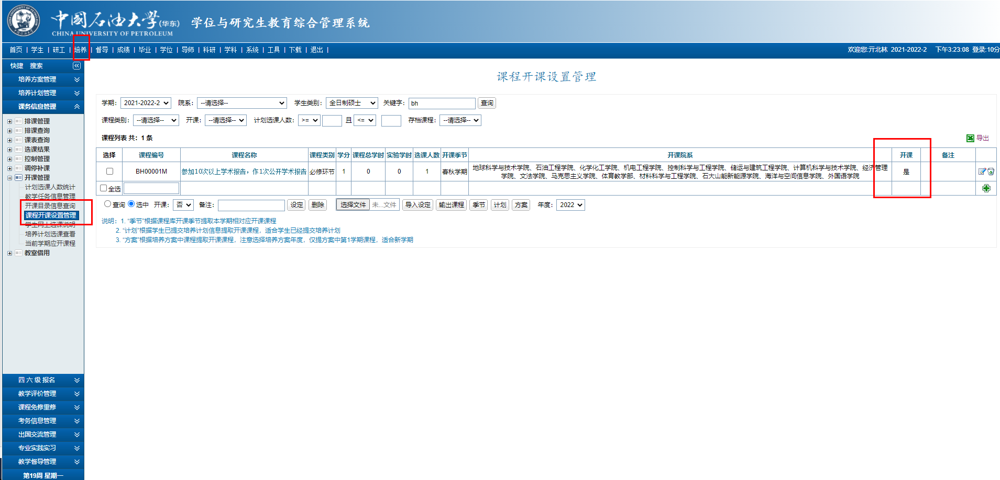 中國石油大学(华东) 学位与研究生教育综合管理系统
CHINA UNIVERSITY OF PETROLEUM
首页 | 学生 | 研工 | 培养 | 督导 | 成绩 | 毕业 | 学位 | 导师 | 科研 | 学科 | 系统 | 工具 | 下载 | 退出 |
欢迎您:亓北林 2021-2022-2 下午3:23:08 登录:10分
快捷 搜索
培养方案管理
培养计划管理
课务信息管理
排课管理
排课查询
课表查询
选课结果
控制管理
调停补课
开课管理
计划选课人数统计
教学任务信息管理
开课目录信息查询
课程开课设置管理
学生网上选课说明
培养计划选课查看
当前学期应开课程
教室借用
四 六 级 报名
教学评价管理
课程免修重修
考务信息管理
出国交流管理
专业实践实习
教学督导管理
第19周 星期一
课程开课设置管理
学期: 2021-2022-2 院系: --请选择-- 学生类别: 全日制硕士 关键字: bh 查询
课程类别: --请选择-- 开课: --请选择-- 计划选课人数: >= 且 <= 存档课程: --请选择--
课程列表 共: 1 条
导出
选择 课程编号 课程名称 课程类别 学分 课程总学时 实验学时 选课人数 开课季节 开课院系 开课 备注
BH00001M 参加10次以上学术报告，作1次公开学术报告 必修环节 1 0 0 1 春秋学期 地球科学与技术学院、石油工程学院、化学化工学院、机电工程学院、控制科学与工程学院、储运与建筑工程学院、计算机科学与技术学院、经济管理 是
学院、文法学院、马克思主义学院、体育教学部、材料科学与工程学院、石大山能新能源学院、海洋与空间信息学院、外国语学院
全选
查询 选中 开课: 否 备注: 设定 删除 选择文件 未...文件 导入设定 输出课程 季节 计划 方案 年度: 2022
说明: 1. “季节”根据课程库开课季节提取本学期相对应开课课程
2. “计划”根据学生已提交培养计划信息提取开课课程，适合学生已经提交培养计划
3. “方案”根据培养方案中课程提取开课课程，注意选择培养方案年度，仅提方案中第1学期课程，适合新学期